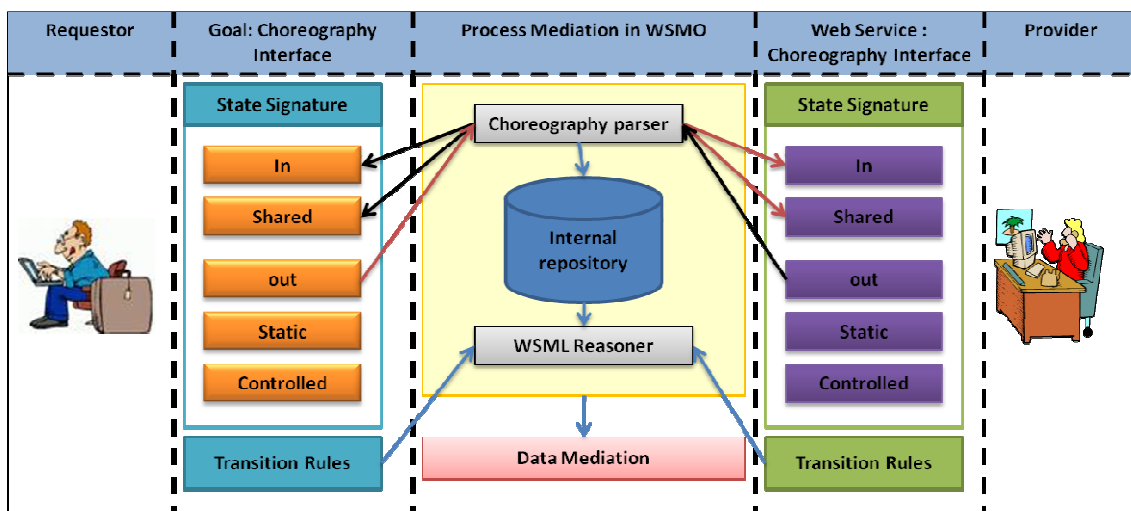 Requestor
Goal: Choreography
Interface
Process Mediation in WSMO
Web Service :
Choreography Interface
Provider
State Signature
In
Shared
out
Static
Controlled
Transition Rules
Choreography parser
Internal
repository
WSML Reasoner
Data Mediation
State Signature
In
Shared
out
Static
Controlled
Transition Rules